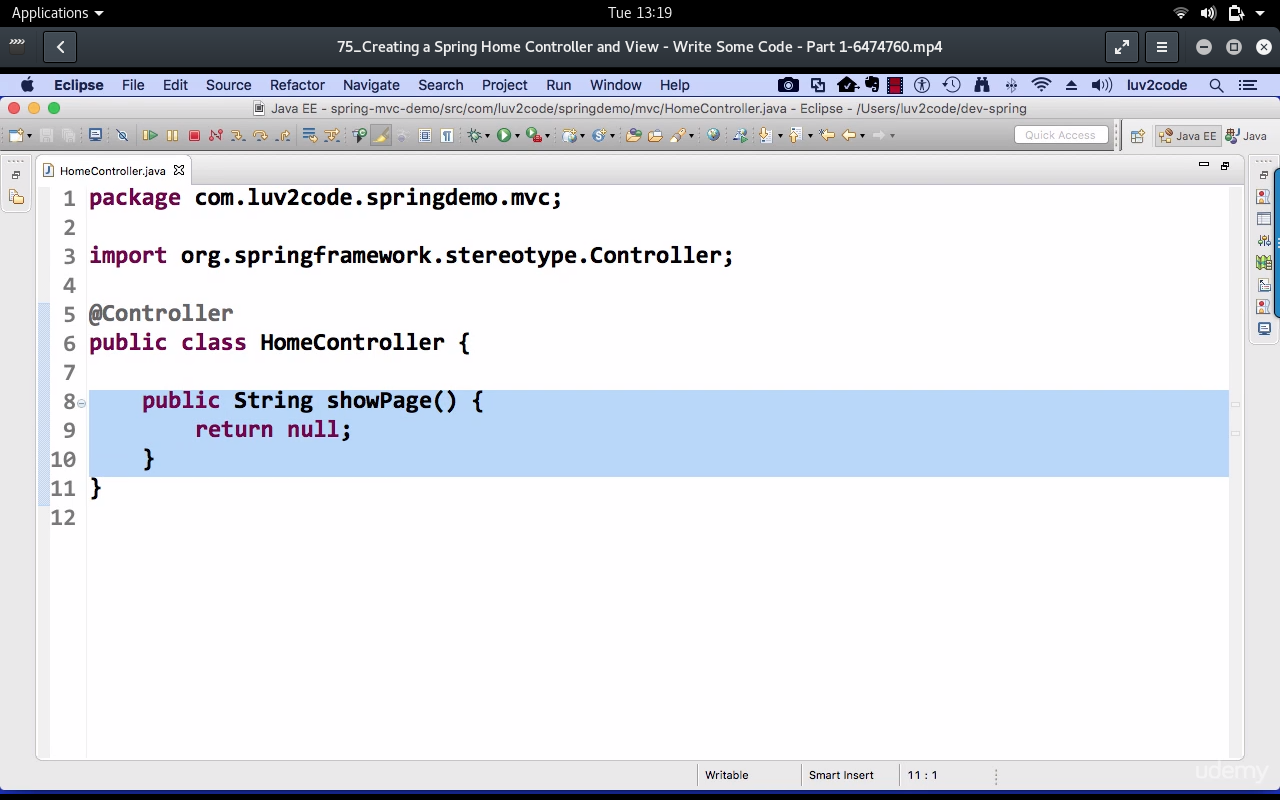 Applications
Tue 13:19
75_Creating a Spring Home Controller and View - Write Some Code - Part 1-6474760.mp4
Eclipse File Edit Source Refactor Navigate Search Project Run Window Help luv2code
Java EE - spring-mvc-demo/src/com/luv2code/springdemo/mvc/HomeController.java - Eclipse - /Users/luv2code/dev-spring
Quick Access Java EE Java
HomeController.java
1 package com.luv2code.springdemo.mvc;
2
3 import org.springframework.stereotype.Controller;
4
5 @Controller
6 public class HomeController {
7
8 public String showPage() {
9 return null;
10 }
11 }
12
Writable Smart Insert 11 : 1
udemy